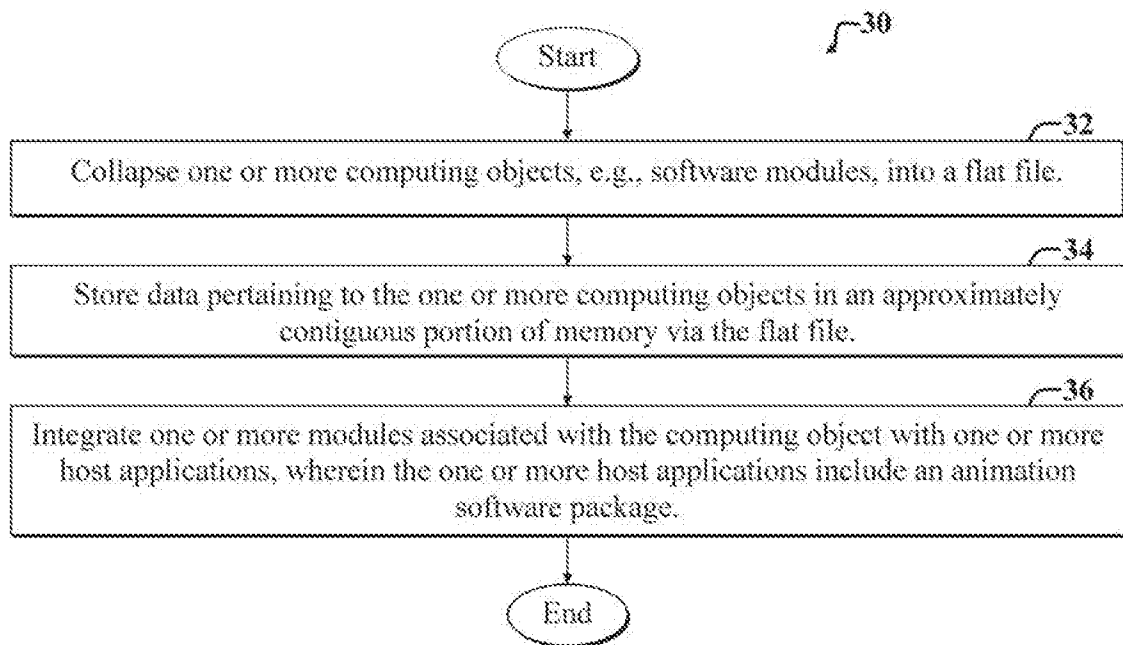 30
Start
32
Collapse one or more computing objects, e.g., software modules, into a flat file.
34
Store data pertaining to the one or more computing objects in an approximately
contiguous portion of memory via the flat file.
36
Integrate one or more modules associated with the computing object with one or more
host applications, wherein the one or more host applications include an animation
software package.
End